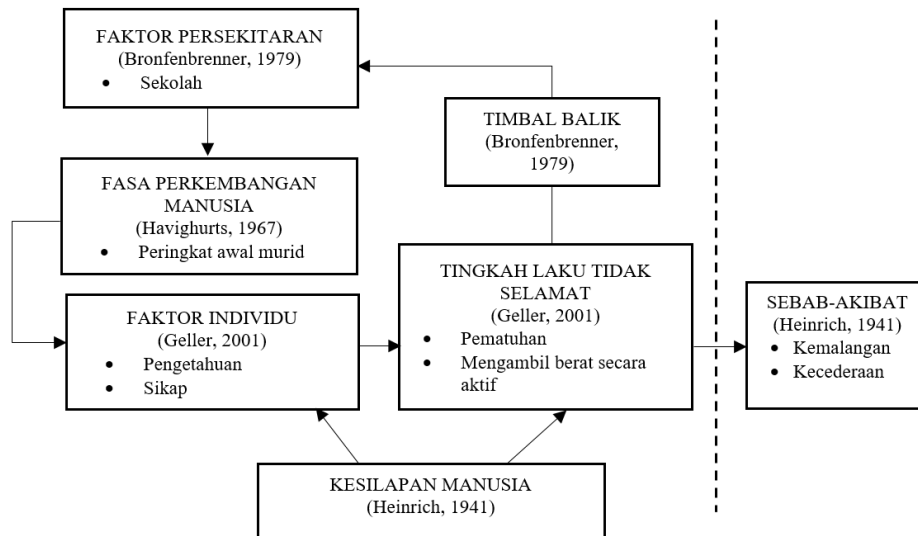 FAKTOR PERSEKITARAN
(Bronfenbrenner, 1979)
• Sekolah
TIMBAL BALIK
(Bronfenbrenner,
1979)
FASA PERKEMBANGAN
MANUSIA
(Havighurts, 1967)
• Peringkat awal murid
FAKTOR INDIVIDU
(Geller, 2001)
• Pengetahuan
• Sikap
TINGKAH LAKU TIDAK
SELAMAT
(Geller, 2001)
• Pematuhan
• Mengambil berat secara
aktif
SEBAB-AKIBAT
(Heinrich, 1941)
• Kemalangan
• Kecederaan
KESILAPAN MANUSIA
(Heinrich, 1941)